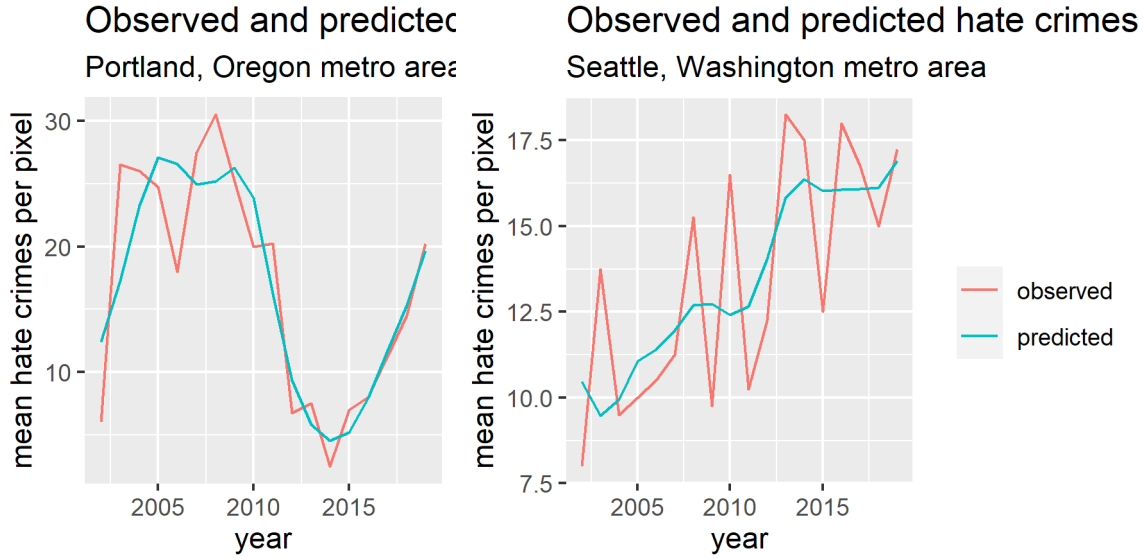 Observed and predicted
Portland, Oregon metro area
mean hate crimes per pixel
30
20
10
2005 2010 2015
year
Observed and predicted hate crimes
Seattle, Washington metro area
mean hate crimes per pixel
17.5
15.0
12.5
10.0
7.5
2005 2010 2015
year
observed
predicted